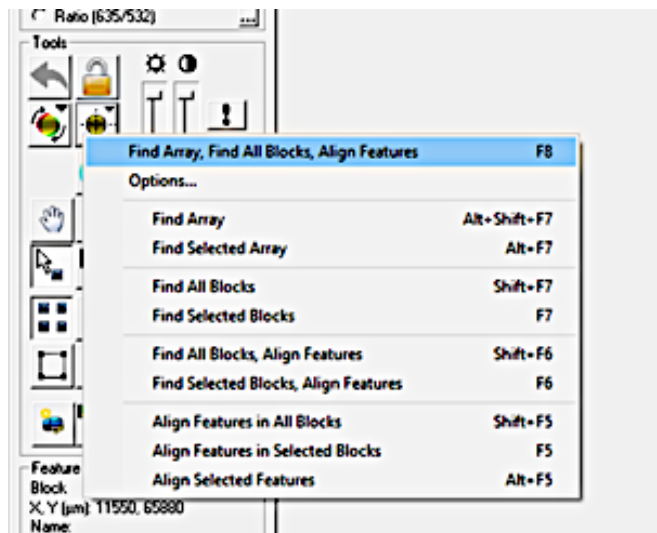 Ratio (635/532) ...
Tools
Find Array, Find All Blocks, Align Features F8
Options...
Find Array Alt+Shift+F7
Find Selected Array Alt+F7
Find All Blocks Shift+F7
Find Selected Blocks F7
Find All Blocks, Align Features Shift+F6
Find Selected Blocks, Align Features F6
Align Features in All Blocks Shift+F5
Align Features in Selected Blocks F5
Align Selected Features Alt+F5
Feature
Block
X, Y (µm): 11550, 65880
Name: